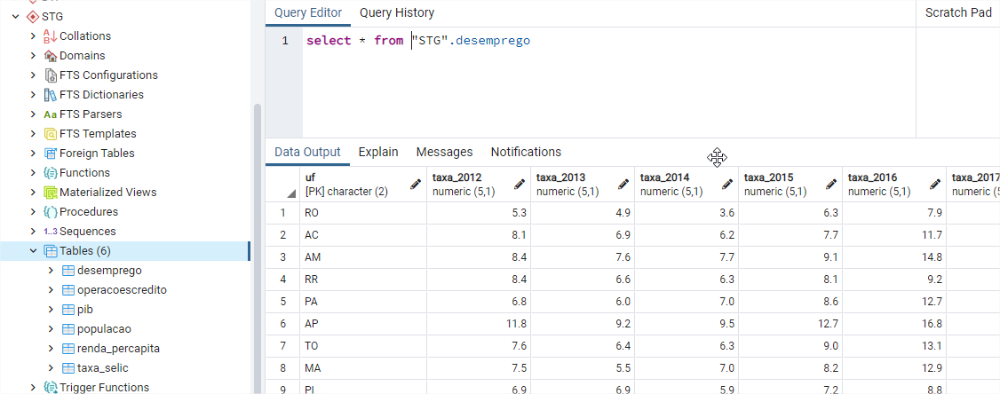 STG
Collations
Domains
FTS Configurations
FTS Dictionaries
Aa FTS Parsers
FTS Templates
Foreign Tables
Functions
Materialized Views
Procedures
1..3 Sequences
Tables (6)
desemprego
operacoescredito
pib
populacao
renda_percapita
taxa_selic
Trigger Functions
Query Editor Query History
Scratch Pad
1 select * from "STG".desemprego
Data Output Explain Messages Notifications
uf taxa_2012 taxa_2013 taxa_2014 taxa_2015 taxa_2016 taxa_2017
[PK] character (2) numeric (5,1) numeric (5,1) numeric (5,1) numeric (5,1) numeric (5,1) numeric (5
1 RO 5.3 4.9 3.6 6.3 7.9
2 AC 8.1 6.9 6.2 7.7 11.7
3 AM 8.4 7.6 7.7 9.1 14.8
4 RR 8.4 6.6 6.3 8.1 9.2
5 PA 6.8 6.0 7.0 8.6 12.7
6 AP 11.8 9.2 9.5 12.7 16.8
7 TO 7.6 6.4 6.3 9.0 13.1
8 MA 7.5 5.5 7.0 8.2 12.9
9 PI 6.9 6.9 5.9 7.2 8.8